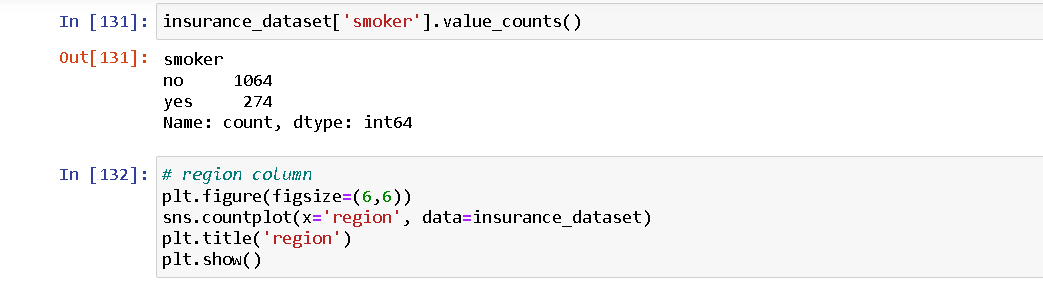 In [131]: insurance_dataset['smoker'].value_counts()
Out[131]: smoker
no     1064
yes     274
Name: count, dtype: int64
In [132]: # region column
plt.figure(figsize=(6,6))
sns.countplot(x='region', data=insurance_dataset)
plt.title('region')
plt.show()